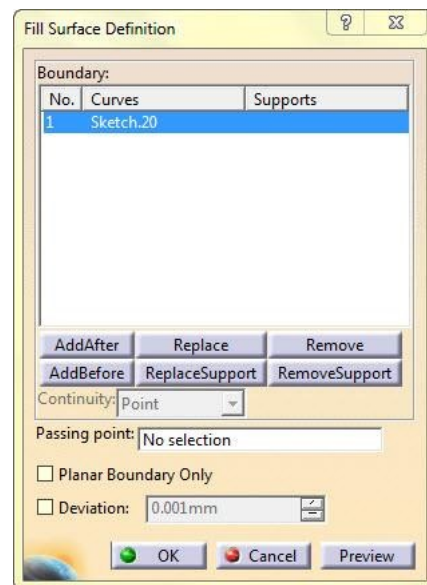 Fill Surface Definition
Boundary:
No. Curves Supports
1 Sketch.20
AddAfter Replace Remove
AddBefore ReplaceSupport RemoveSupport
Continuity: Point
Passing point: No selection
Planar Boundary Only
Deviation: 0.001mm
OK Cancel Preview